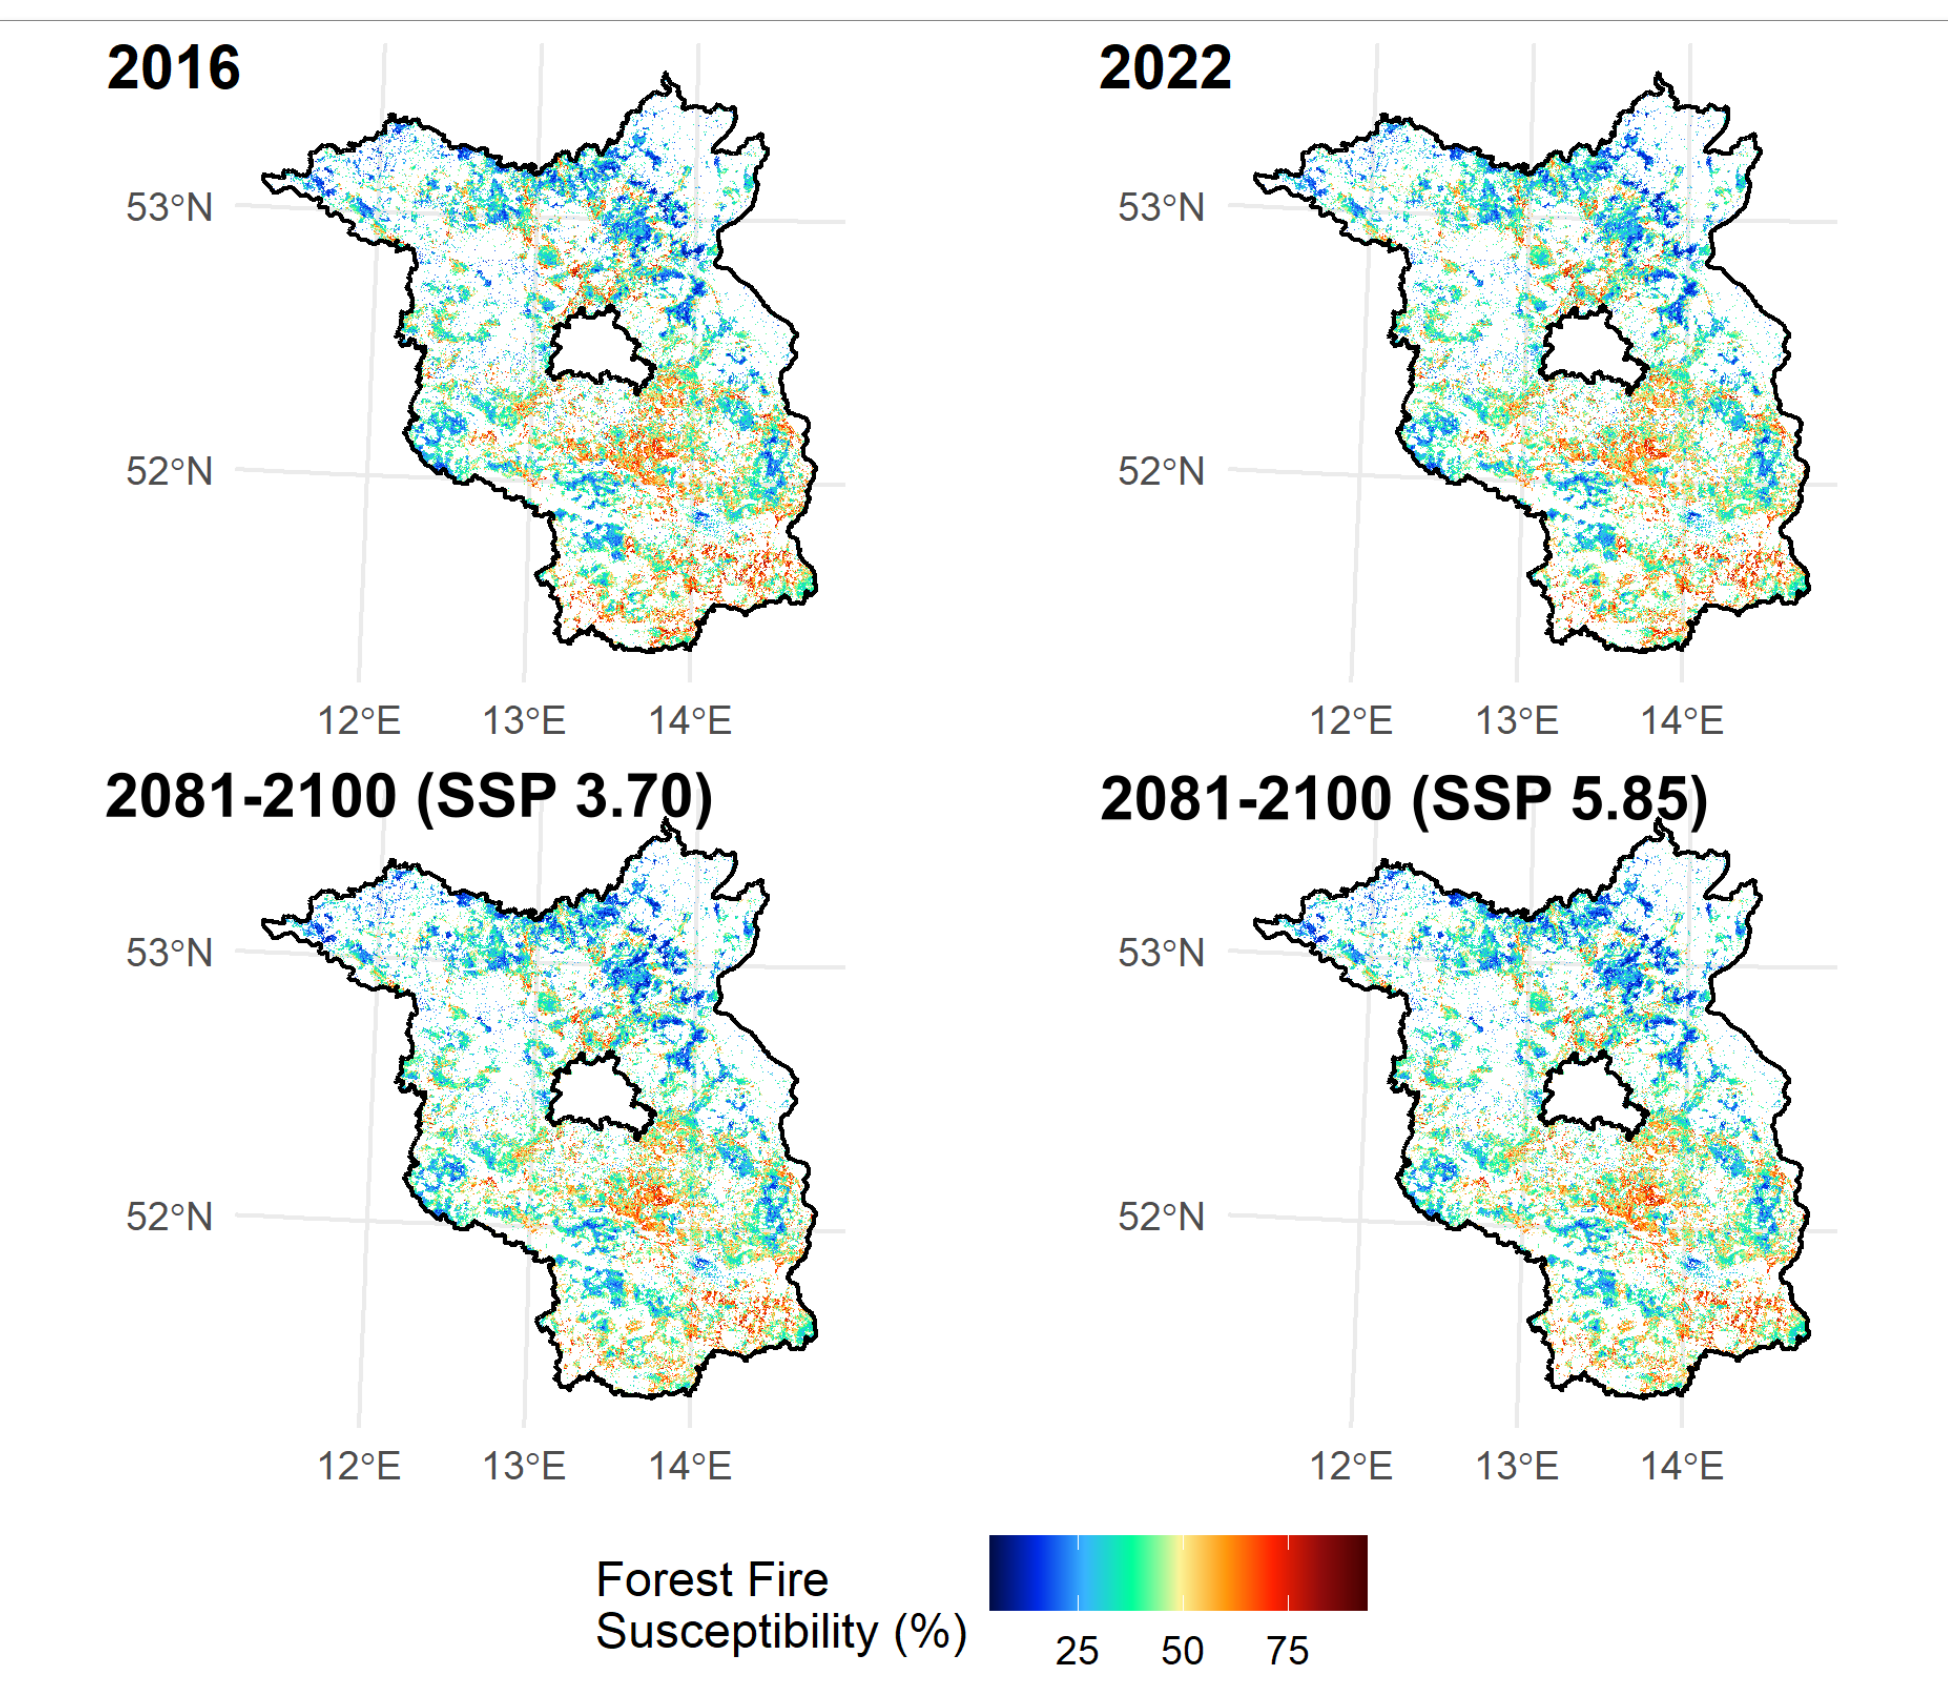 2016
2022
53°N
52°N
12°E 13°E 14°E
53°N
52°N
12°E 13°E 14°E
2081-2100 (SSP 3.70)
2081-2100 (SSP 5.85)
53°N
52°N
12°E 13°E 14°E
53°N
52°N
12°E 13°E 14°E
Forest Fire
Susceptibility (%)
25 50 75